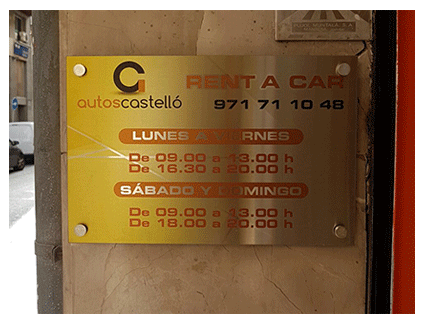 RENT A CAR
autoscastelló
971 71 10 48
LUNES A VIERNES
De 09.00 a 13.00 h
De 16.30 a 20.00 h
SÁBADO Y DOMINGO
De 09.00 a 13.00 h
De 18.00 a 20.00 h